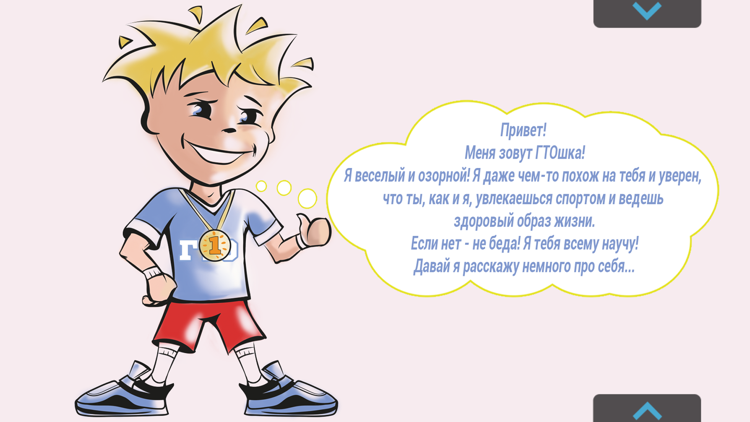 Привет!
Меня зовут ГТОшка!
Я веселый и озорной! Я даже чем-то похож на тебя и уверен,
что ты, как и я, увлекаешься спортом и ведешь
здоровый образ жизни.
Если нет - не беда! Я тебя всему научу!
Давай я расскажу немного про себя...
ГТО
1